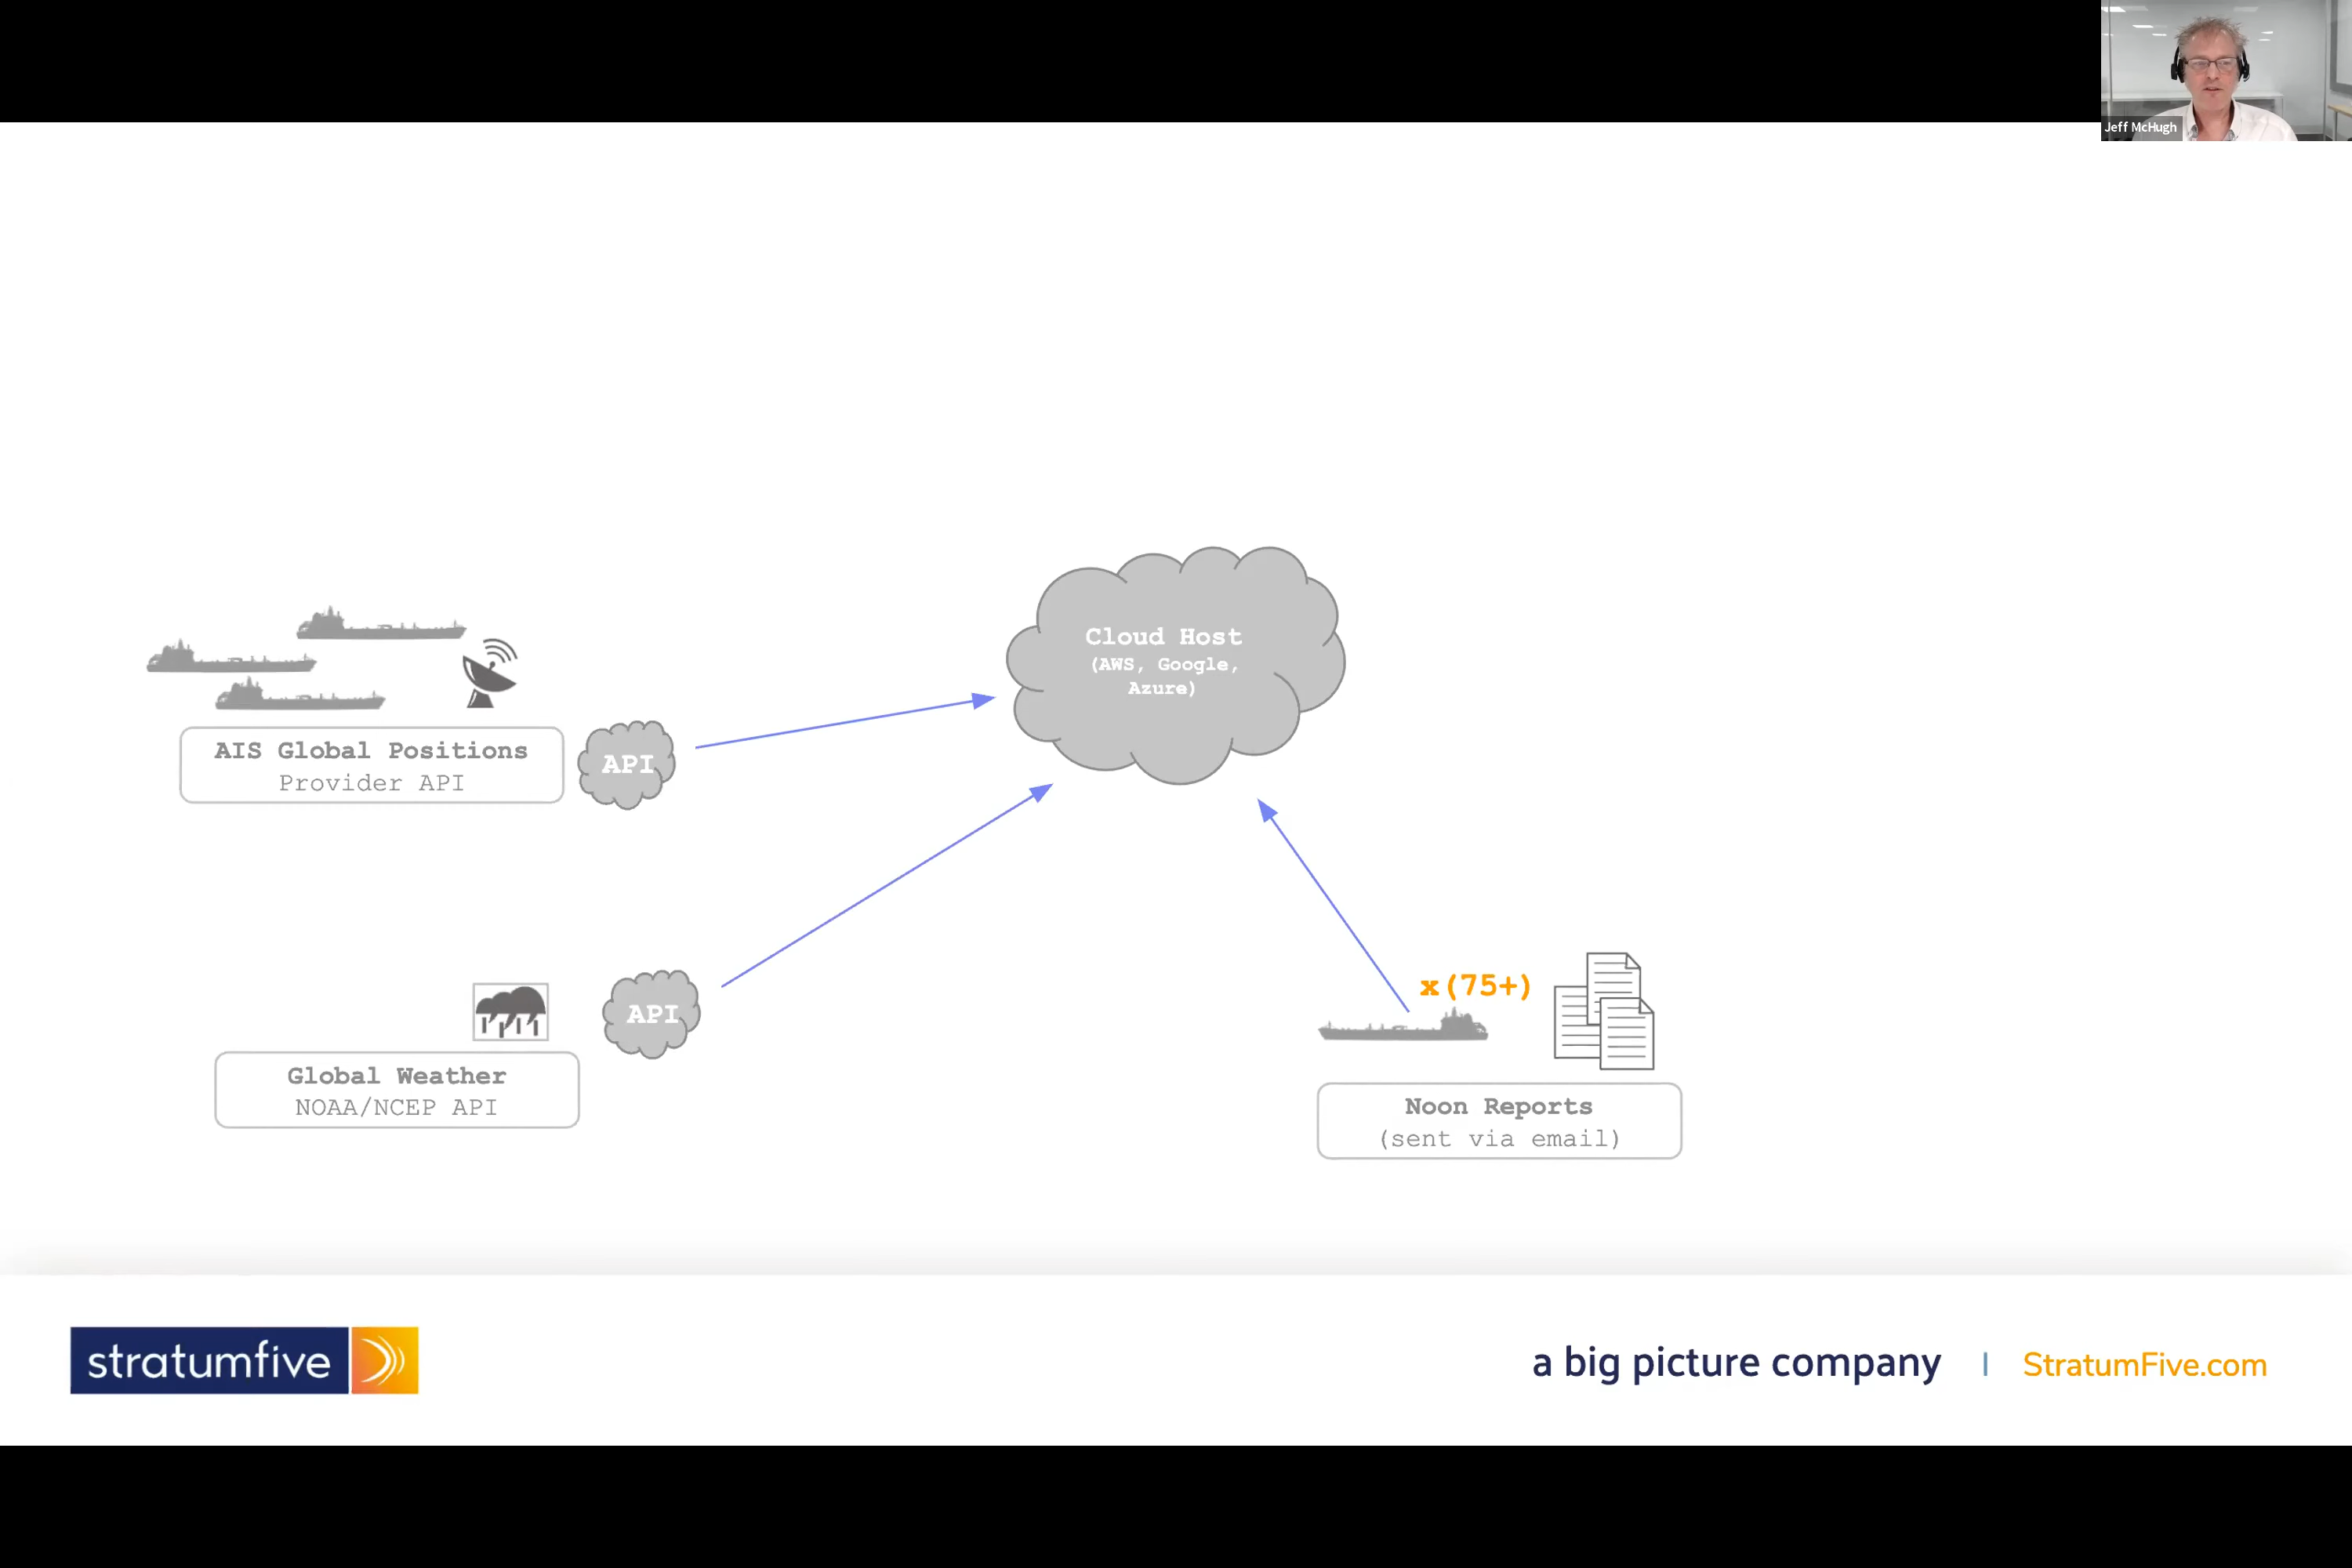 Jeff McHugh
Cloud Host
(AWS, Google,
Azure)
AIS Global Positions
Provider API
API
Global Weather
NOAA/NCEP API
API
x(75+)
Noon Reports
(sent via email)
stratumfive
a big picture company | StratumFive.com